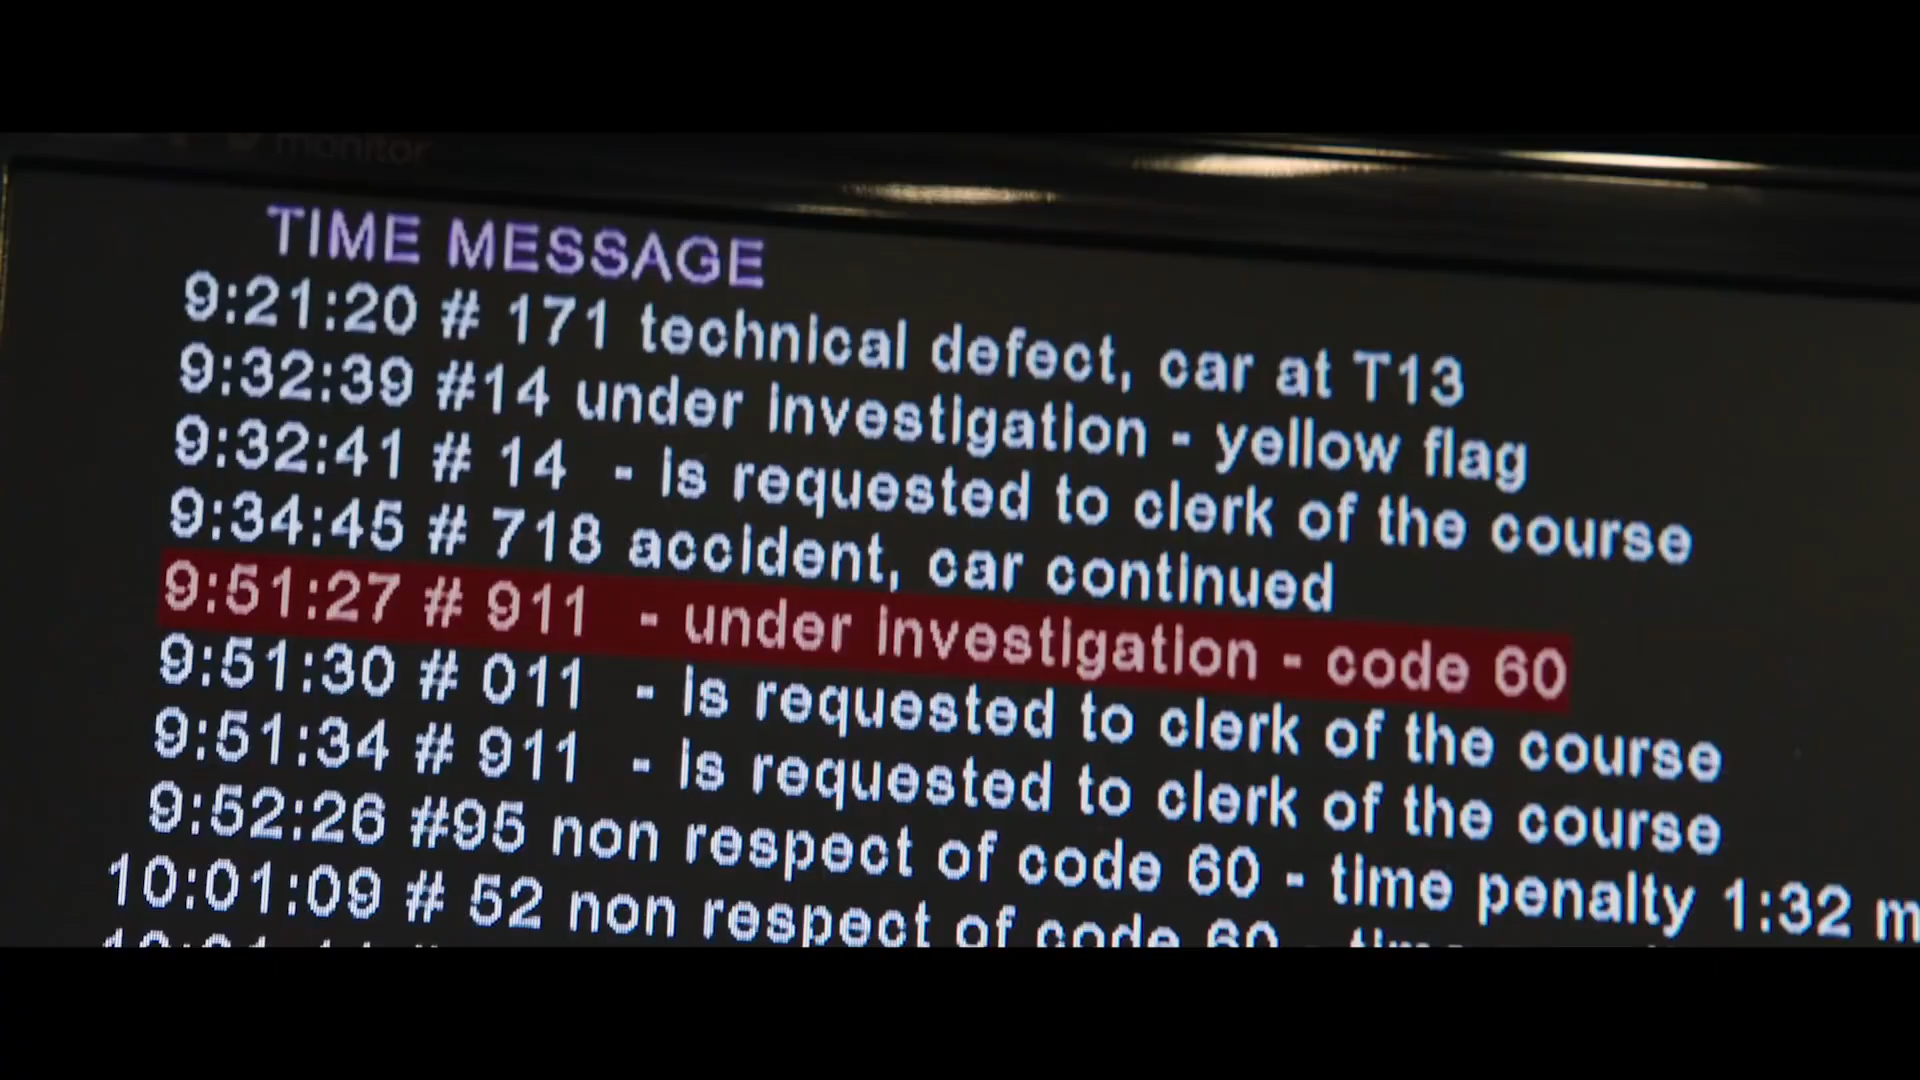 monitor
TIME MESSAGE
9:21:20 # 171 technical defect, car at T13
9:32:39 #14 under investigation - yellow flag
9:32:41 # 14 - is requested to clerk of the course
9:34:45 # 718 accident, car continued
9:51:27 # 911 - under investigation - code 60
9:51:30 # 011 - is requested to clerk of the course
9:51:34 # 911 - is requested to clerk of the course
9:52:26 #95 non respect of code 60 - time penalty 1:32 m
10:01:09 # 52 non respect of code 60 -